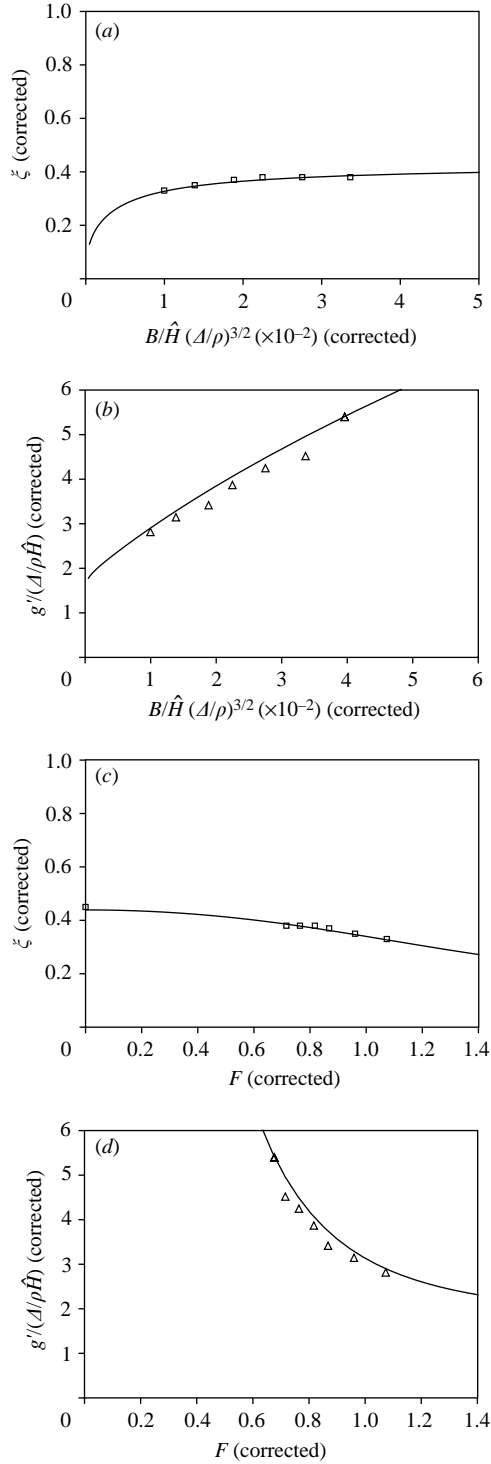 (a)
1.0
0.8
0.6
0.4
0.2
ξ (corrected)
0 1 2 3 4 5
B/Ĥ (Δ/ρ)^3/2 (×10^–2) (corrected)
(b)
6
5
4
3
2
1
g'/(Δ/ρĤ) (corrected)
0 1 2 3 4 5 6
B/Ĥ (Δ/ρ)^3/2 (×10^–2) (corrected)
(c)
1.0
0.8
0.6
0.4
0.2
ξ (corrected)
0 0.2 0.4 0.6 0.8 1.0 1.2 1.4
F (corrected)
(d)
6
5
4
3
2
1
g'/(Δ/ρĤ) (corrected)
0 0.2 0.4 0.6 0.8 1.0 1.2 1.4
F (corrected)